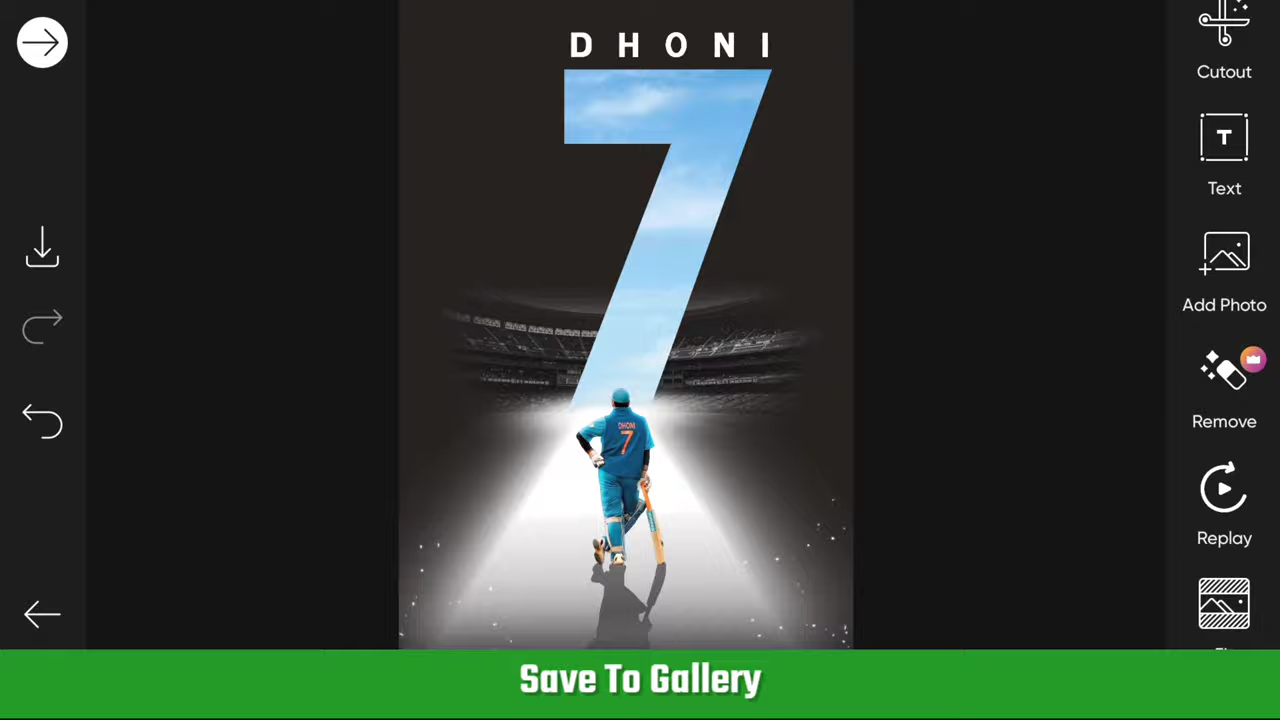 DHONI
DHONI
7
Cutout
Text
Add Photo
Remove
Replay
Save To Gallery
7
T